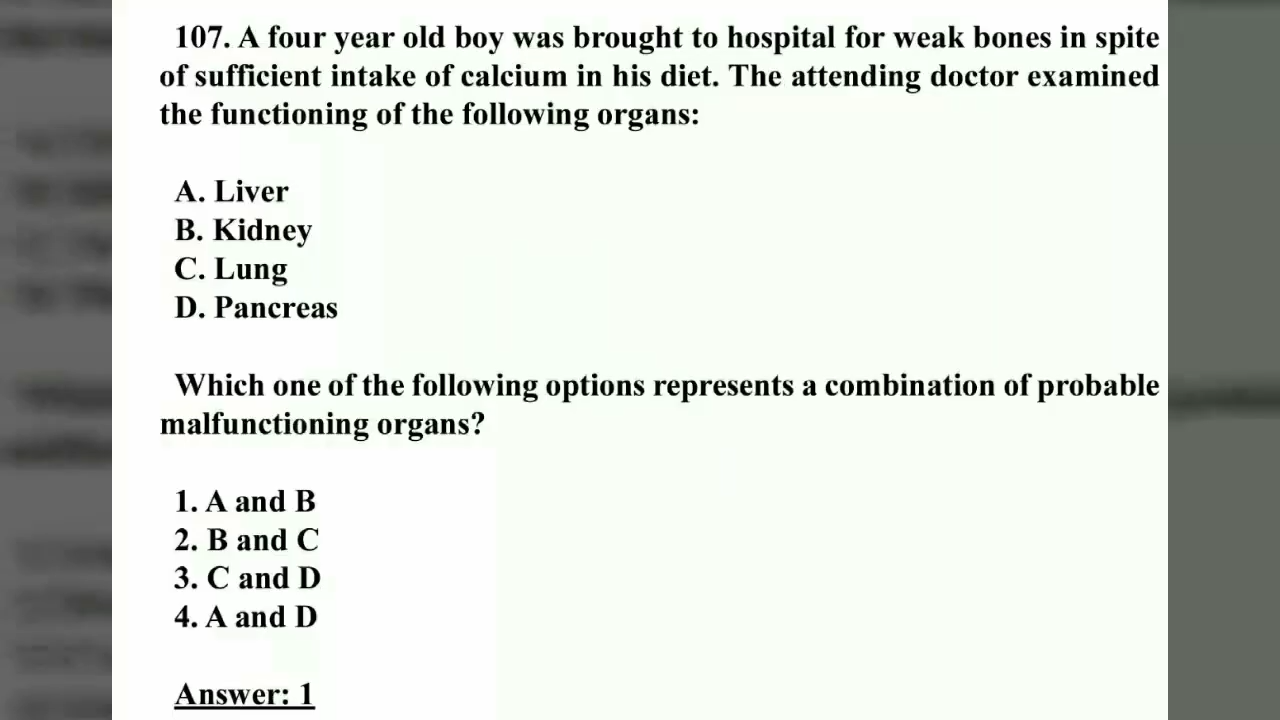 107. A four year old boy was brought to hospital for weak bones in spite
of sufficient intake of calcium in his diet. The attending doctor examined
the functioning of the following organs:
A. Liver
B. Kidney
C. Lung
D. Pancreas
Which one of the following options represents a combination of probable
malfunctioning organs?
1. A and B
2. B and C
3. C and D
4. A and D
Answer: 1